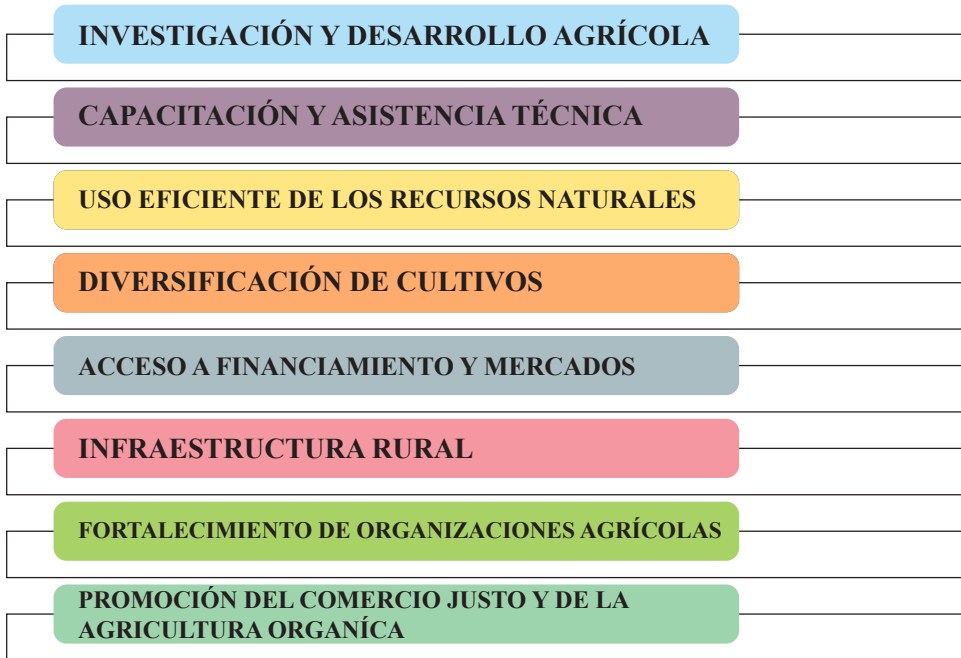 INVESTIGACIÓN Y DESARROLLO AGRÍCOLA
CAPACITACIÓN Y ASISTENCIA TÉCNICA
USO EFICIENTE DE LOS RECURSOS NATURALES
DIVERSIFICACIÓN DE CULTIVOS
ACCESO A FINANCIAMIENTO Y MERCADOS
INFRAESTRUCTURA RURAL
FORTALECIMIENTO DE ORGANIZACIONES AGRÍCOLAS
PROMOCIÓN DEL COMERCIO JUSTO Y DE LA
AGRICULTURA ORGANÍCA